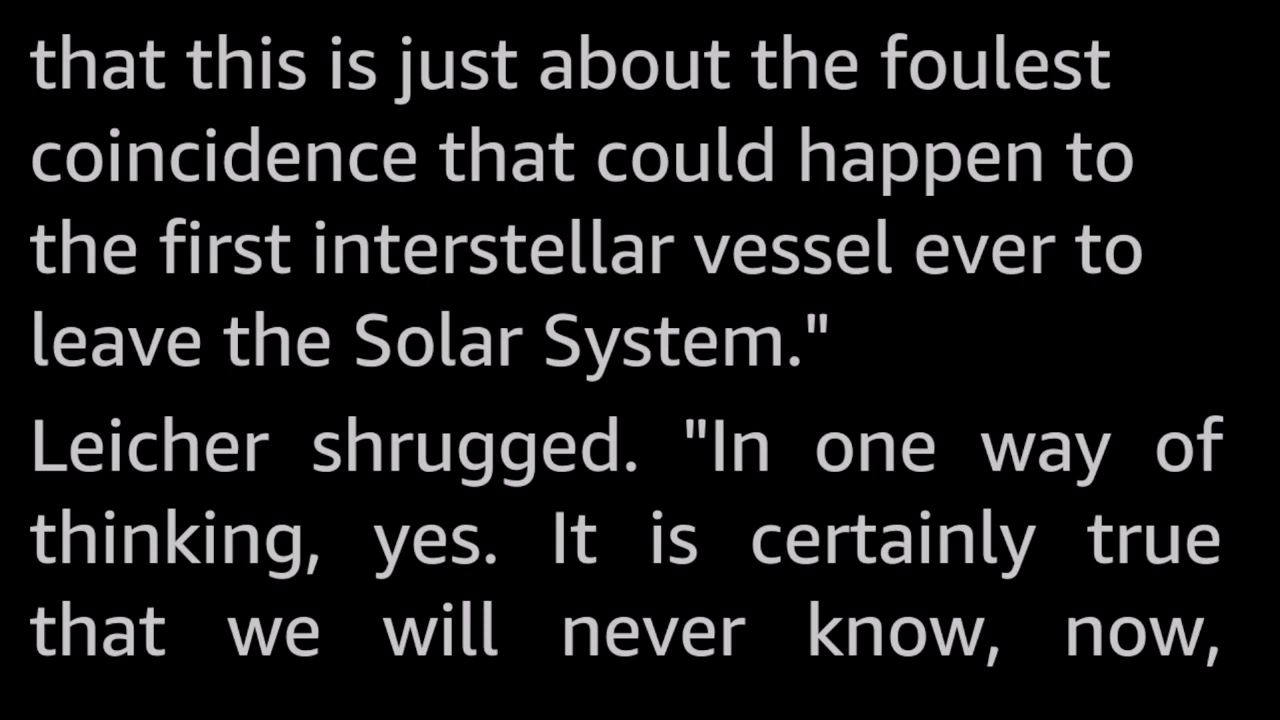 that this is just about the foulest
coincidence that could happen to
the first interstellar vessel ever to
leave the Solar System."
Leicher shrugged. "In one way of
thinking, yes. It is certainly true
that we will never know, now,